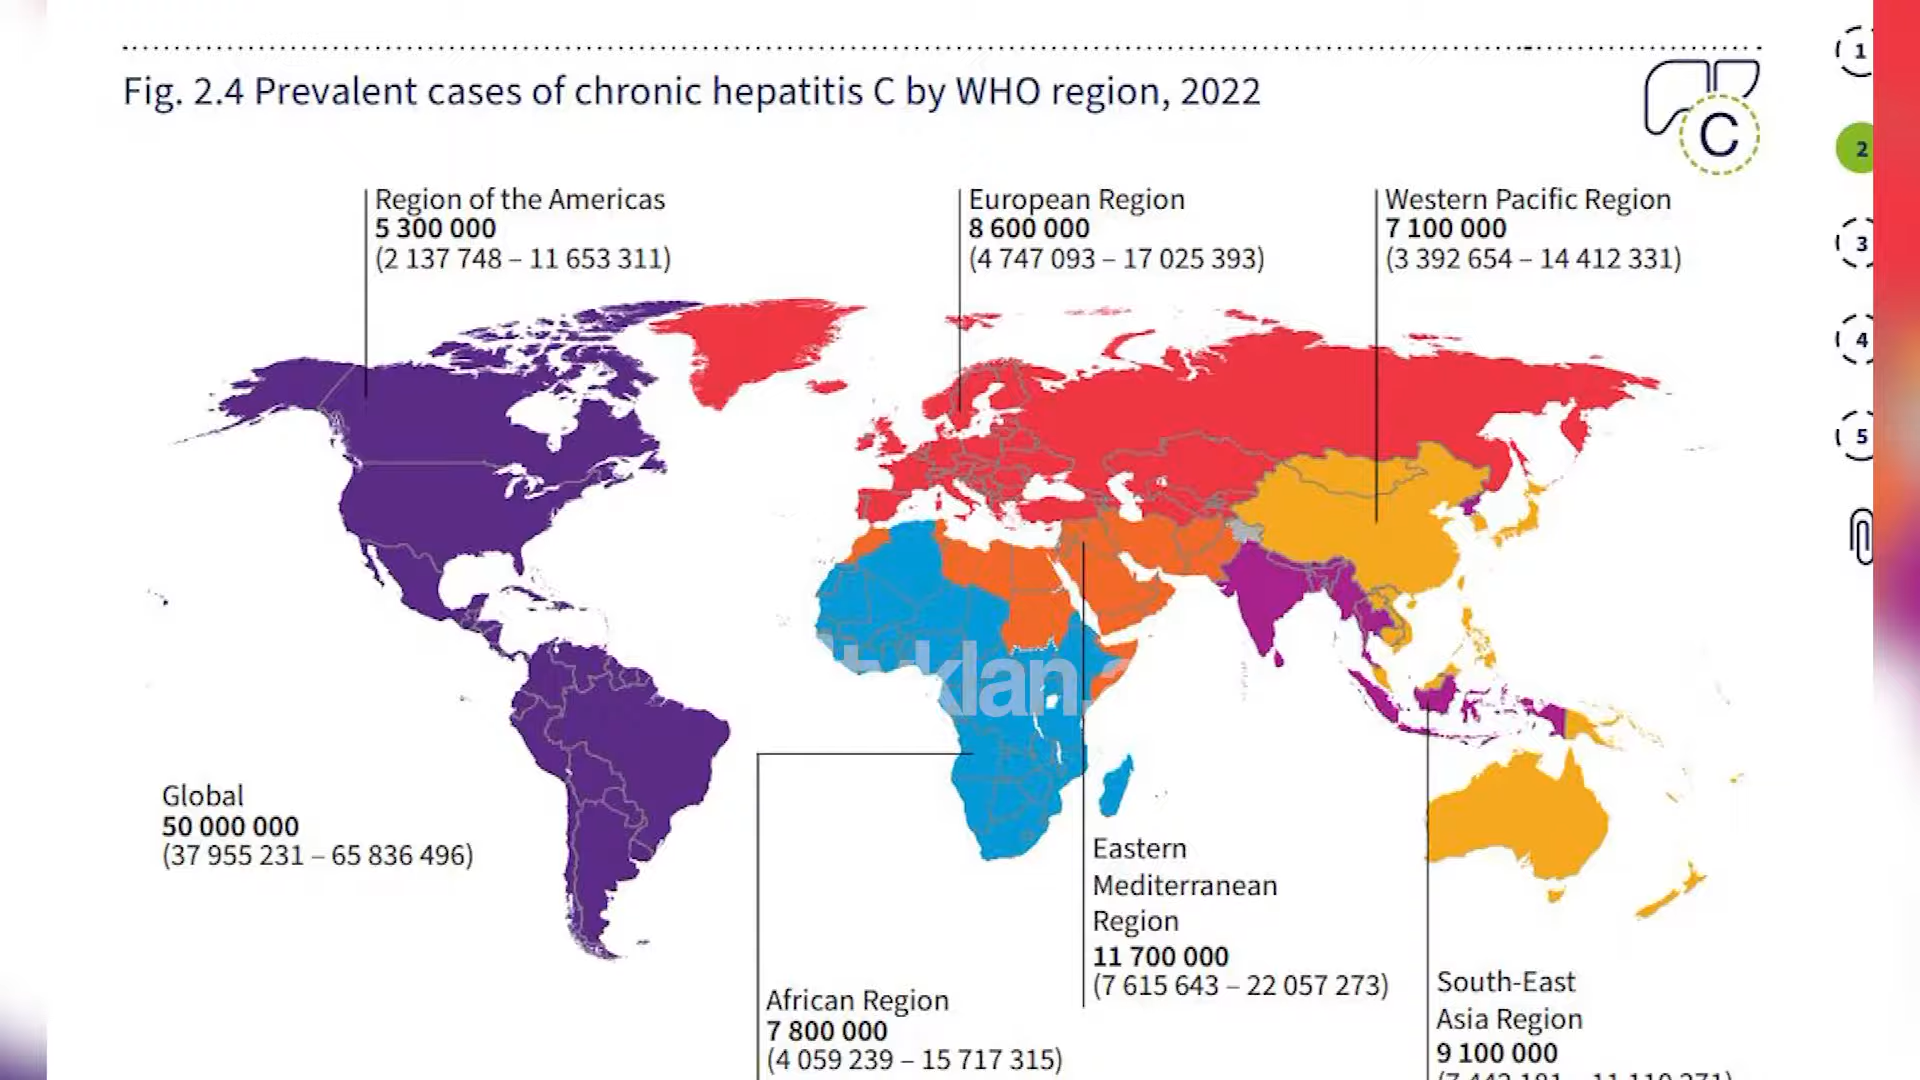 Fig. 2.4 Prevalent cases of chronic hepatitis C by WHO region, 2022
C
1
2
3
4
5
Region of the Americas
5 300 000
(2 137 748 – 11 653 311)
European Region
8 600 000
(4 747 093 – 17 025 393)
Western Pacific Region
7 100 000
(3 392 654 – 14 412 331)
Global
50 000 000
(37 955 231 – 65 836 496)
African Region
7 800 000
(4 059 239 – 15 717 315)
Eastern
Mediterranean
Region
11 700 000
(7 615 643 – 22 057 273)
South-East
Asia Region
9 100 000